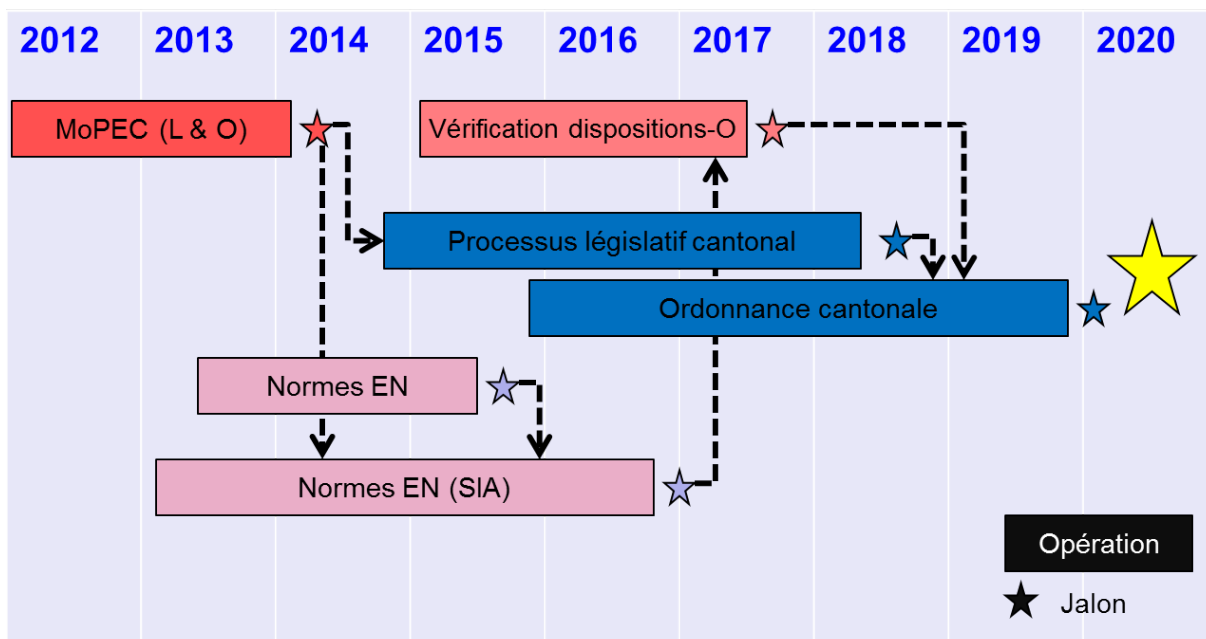 2012 2013 2014 2015 2016 2017 2018 2019 2020
MoPEC (L & O)
Vérification dispositions-O
Processus législatif cantonal
Ordonnance cantonale
Normes EN
Normes EN (SIA)
Opération
Jalon